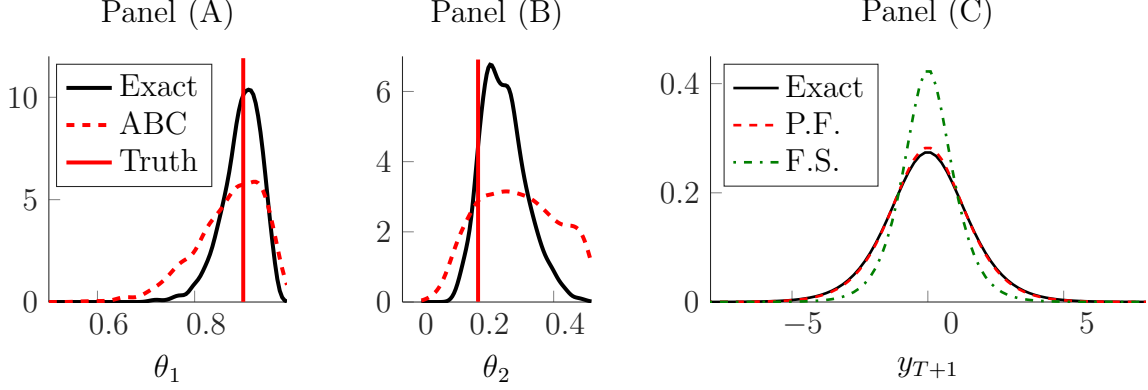 Panel (A)
10
5
0
Exact
ABC
Truth
0.6
0.8
θ1
Panel (B)
6
4
2
0
0
0.2
0.4
θ2
Panel (C)
0.4
0.2
0
Exact
P.F.
F.S.
−5
0
5
yT+1